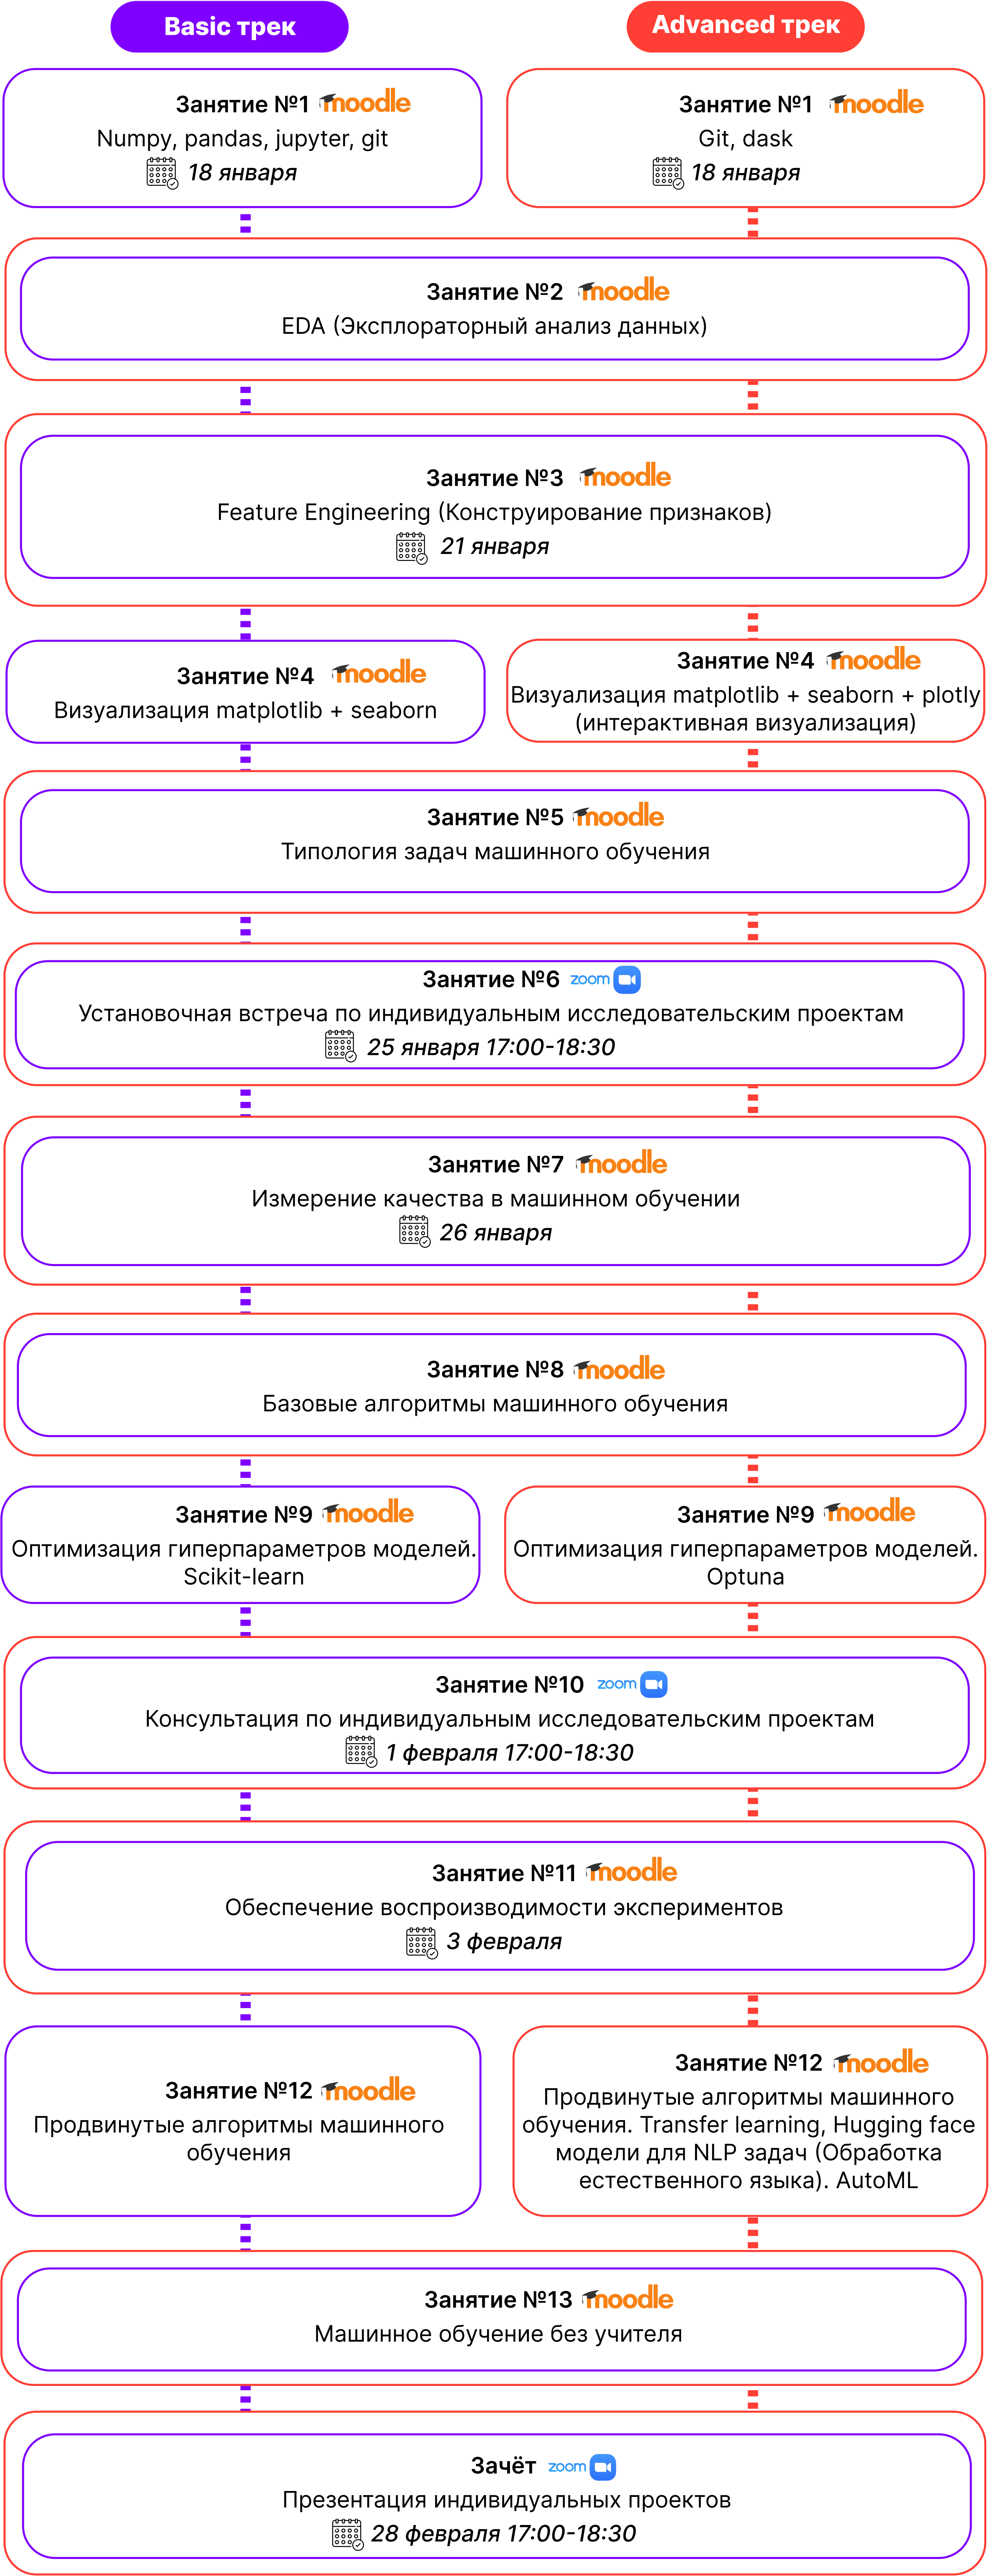 Basic трек
Advanced трек
Занятие №1 moodle
Numpy, pandas, jupyter, git
18 января
Занятие №1 moodle
Git, dask
18 января
Занятие №2 moodle
EDA (Эксплораторный анализ данных)
Занятие №3 moodle
Feature Engineering (Конструирование признаков)
21 января
Занятие №4 moodle
Визуализация matplotlib + seaborn
Занятие №4 moodle
Визуализация matplotlib + seaborn + plotly
(интерактивная визуализация)
Занятие №5 moodle
Типология задач машинного обучения
Занятие №6 zoom
Установочная встреча по индивидуальным исследовательским проектам
25 января 17:00-18:30
Занятие №7 moodle
Измерение качества в машинном обучении
26 января
Занятие №8 moodle
Базовые алгоритмы машинного обучения
Занятие №9 moodle
Оптимизация гиперпараметров моделей.
Scikit-learn
Занятие №9 moodle
Оптимизация гиперпараметров моделей.
Optuna
Занятие №10 zoom
Консультация по индивидуальным исследовательским проектам
1 февраля 17:00-18:30
Занятие №11 moodle
Обеспечение воспроизводимости экспериментов
3 февраля
Занятие №12 moodle
Продвинутые алгоритмы машинного
обучения
Занятие №12 moodle
Продвинутые алгоритмы машинного
обучения. Transfer learning, Hugging face
модели для NLP задач (Обработка
естественного языка). AutoML
Занятие №13 moodle
Машинное обучение без учителя
Зачёт zoom
Презентация индивидуальных проектов
28 февраля 17:00-18:30